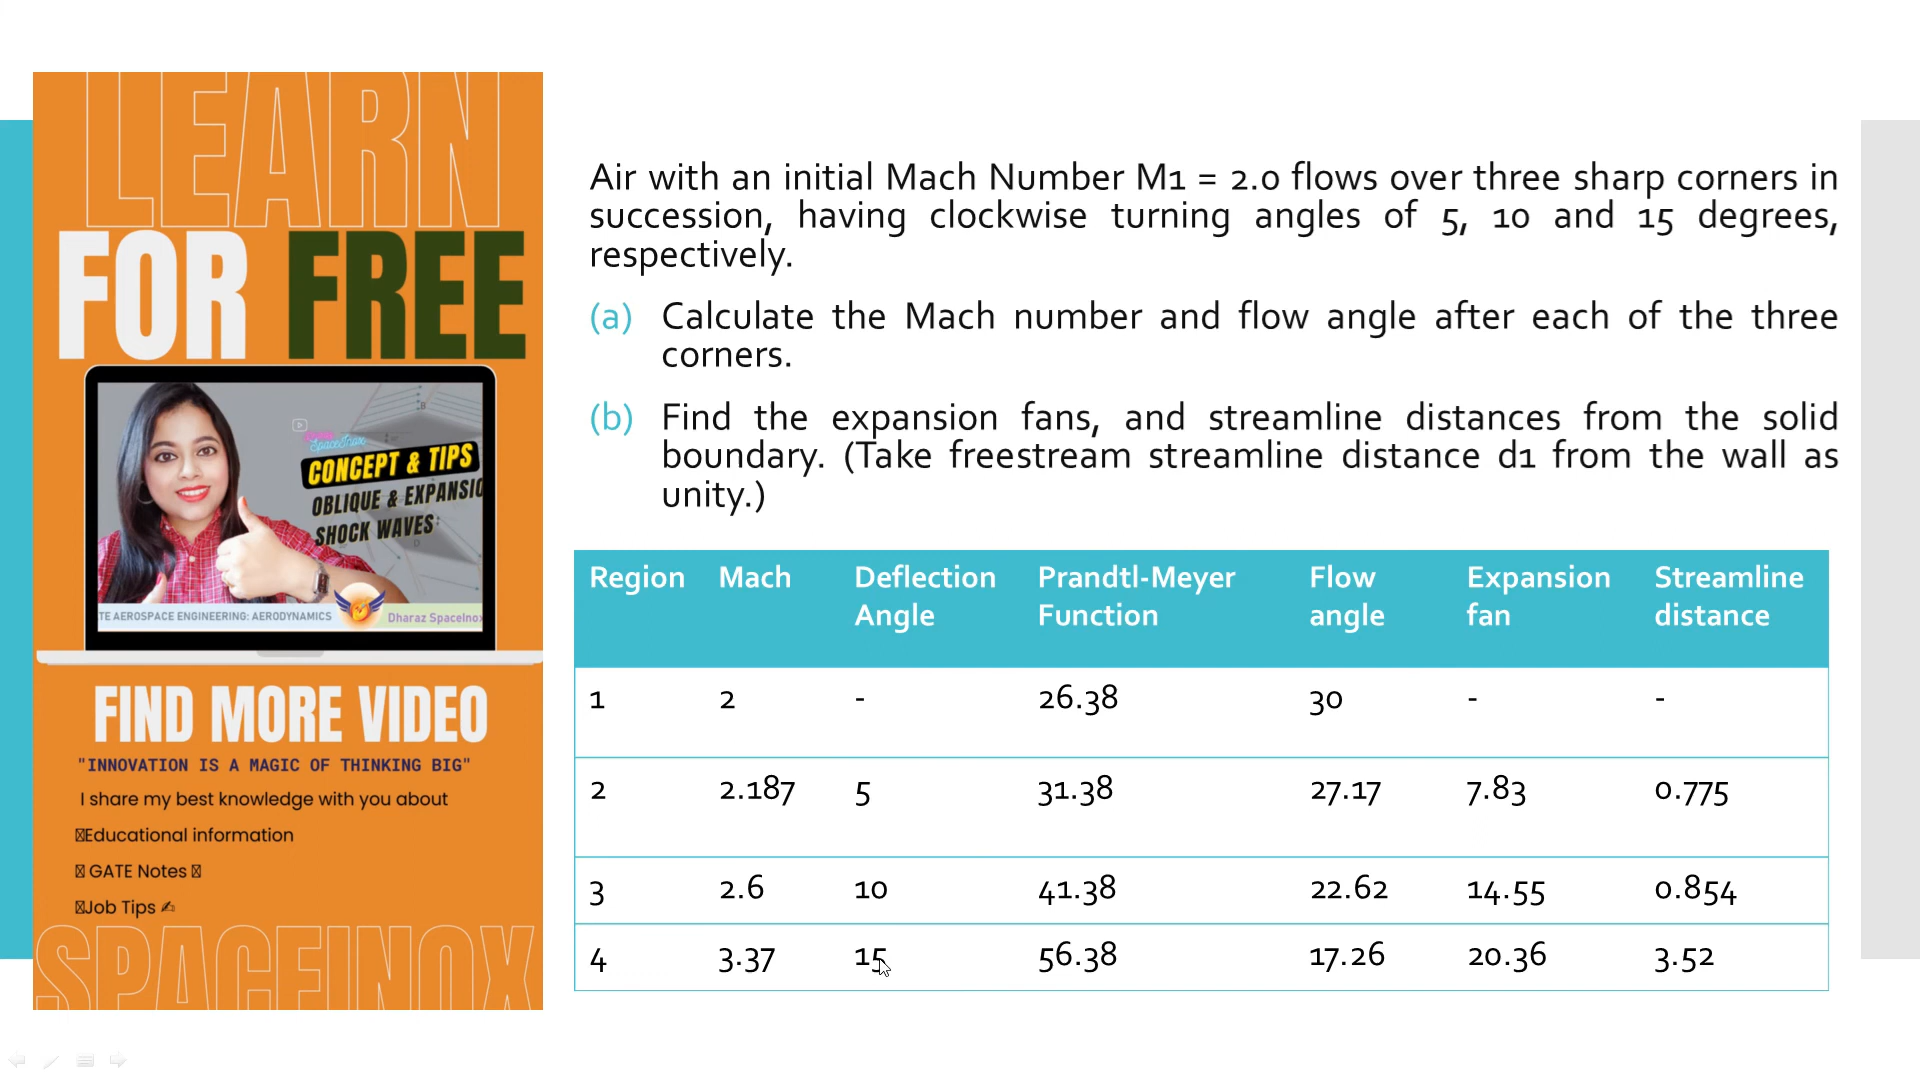 LEARN
FOR FREE
CONCEPT & TIPS
OBLIQUE & EXPANSIO
SHOCK WAVES
TE AEROSPACE ENGINEERING: AERODYNAMICS
Dharaz SpaceInox
FIND MORE VIDEO
"INNOVATION IS A MAGIC OF THINKING BIG"
I share my best knowledge with you about
Educational information
GATE Notes
Job Tips ✍
SPACEINOX
Air with an initial Mach Number M1 = 2.0 flows over three sharp corners in
succession, having clockwise turning angles of 5, 10 and 15 degrees,
respectively.
(a) Calculate the Mach number and flow angle after each of the three
corners.
(b) Find the expansion fans, and streamline distances from the solid
boundary. (Take freestream streamline distance d1 from the wall as
unity.)
Region Mach Deflection Angle Prandtl-Meyer Function Flow angle Expansion fan Streamline distance
1 2 - 26.38 30 - -
2 2.187 5 31.38 27.17 7.83 0.775
3 2.6 10 41.38 22.62 14.55 0.854
4 3.37 15 56.38 17.26 20.36 3.52